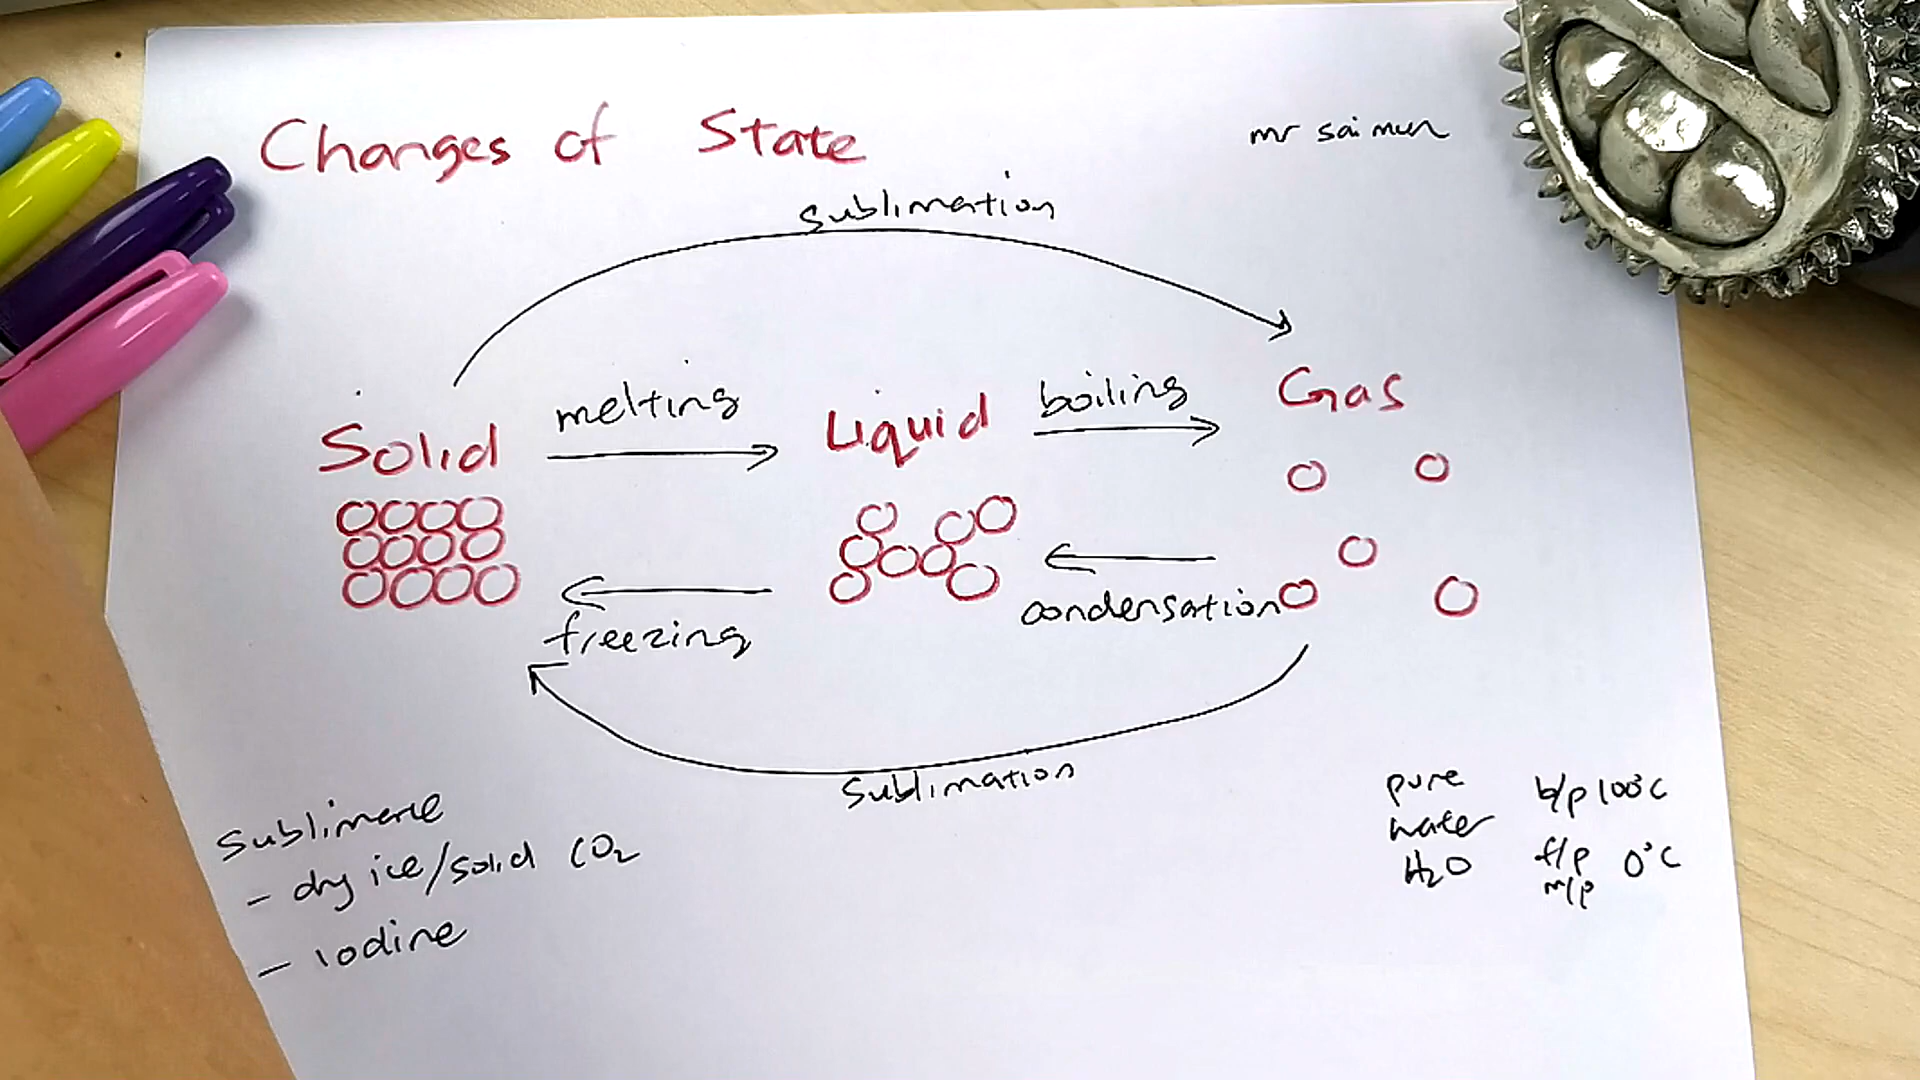 Changes of State
mr sai mun
sublimation
Solid
melting
Liquid
boiling
Gas
freezing
condensation
sublimation
sublime
- dry ice/solid CO2
- iodine
pure
water
H2O
b/p 100°C
f/p 0°C
m/p